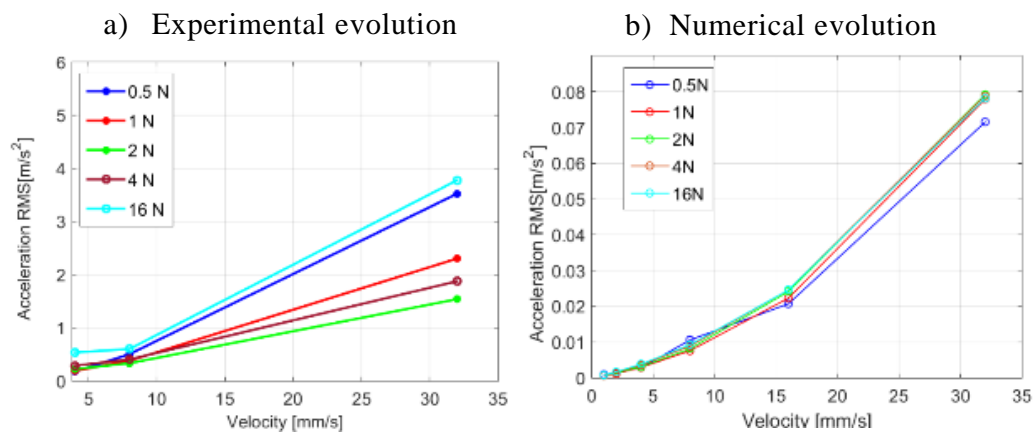 a) Experimental evolution
b) Numerical evolution
6
5
4
3
2
1
0
Acceleration RMS[m/s²]
0.5 N
1 N
2 N
4 N
16 N
5 10 15 20 25 30 35
Velocity [mm/s]
0.08
0.07
0.06
0.05
0.04
0.03
0.02
0.01
0.00
Acceleration RMS[m/s²]
0.5N
1N
2N
4N
16N
0 5 10 15 20 25 30 35
Velocity [mm/s]